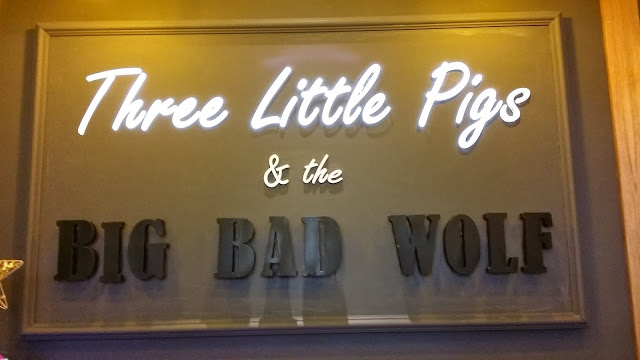 Three Little Pigs
& the
BIG BAD WOLF